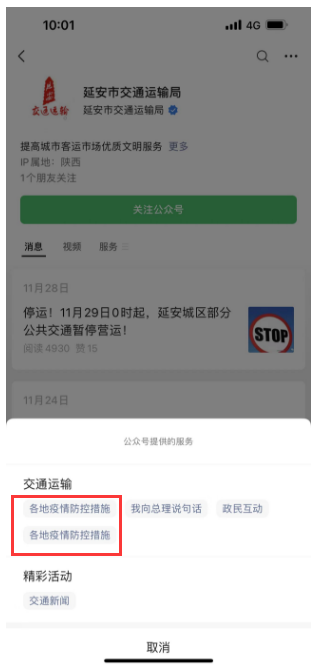 10:01
4G
延安市交通运输局
延安市交通运输局
交通运输
提高城市客运市场优质文明服务 更多
IP属地：陕西
1个朋友关注
关注公众号
消息 视频 服务
11月28日
停运！11月29日0时起，延安城区部分
公共交通暂停营运！
阅读4930 赞15
STOP
11月24日
公众号提供的服务
交通运输
各地疫情防控措施 我向总理说句话 政民互动
各地疫情防控措施
精彩活动
交通新闻
取消